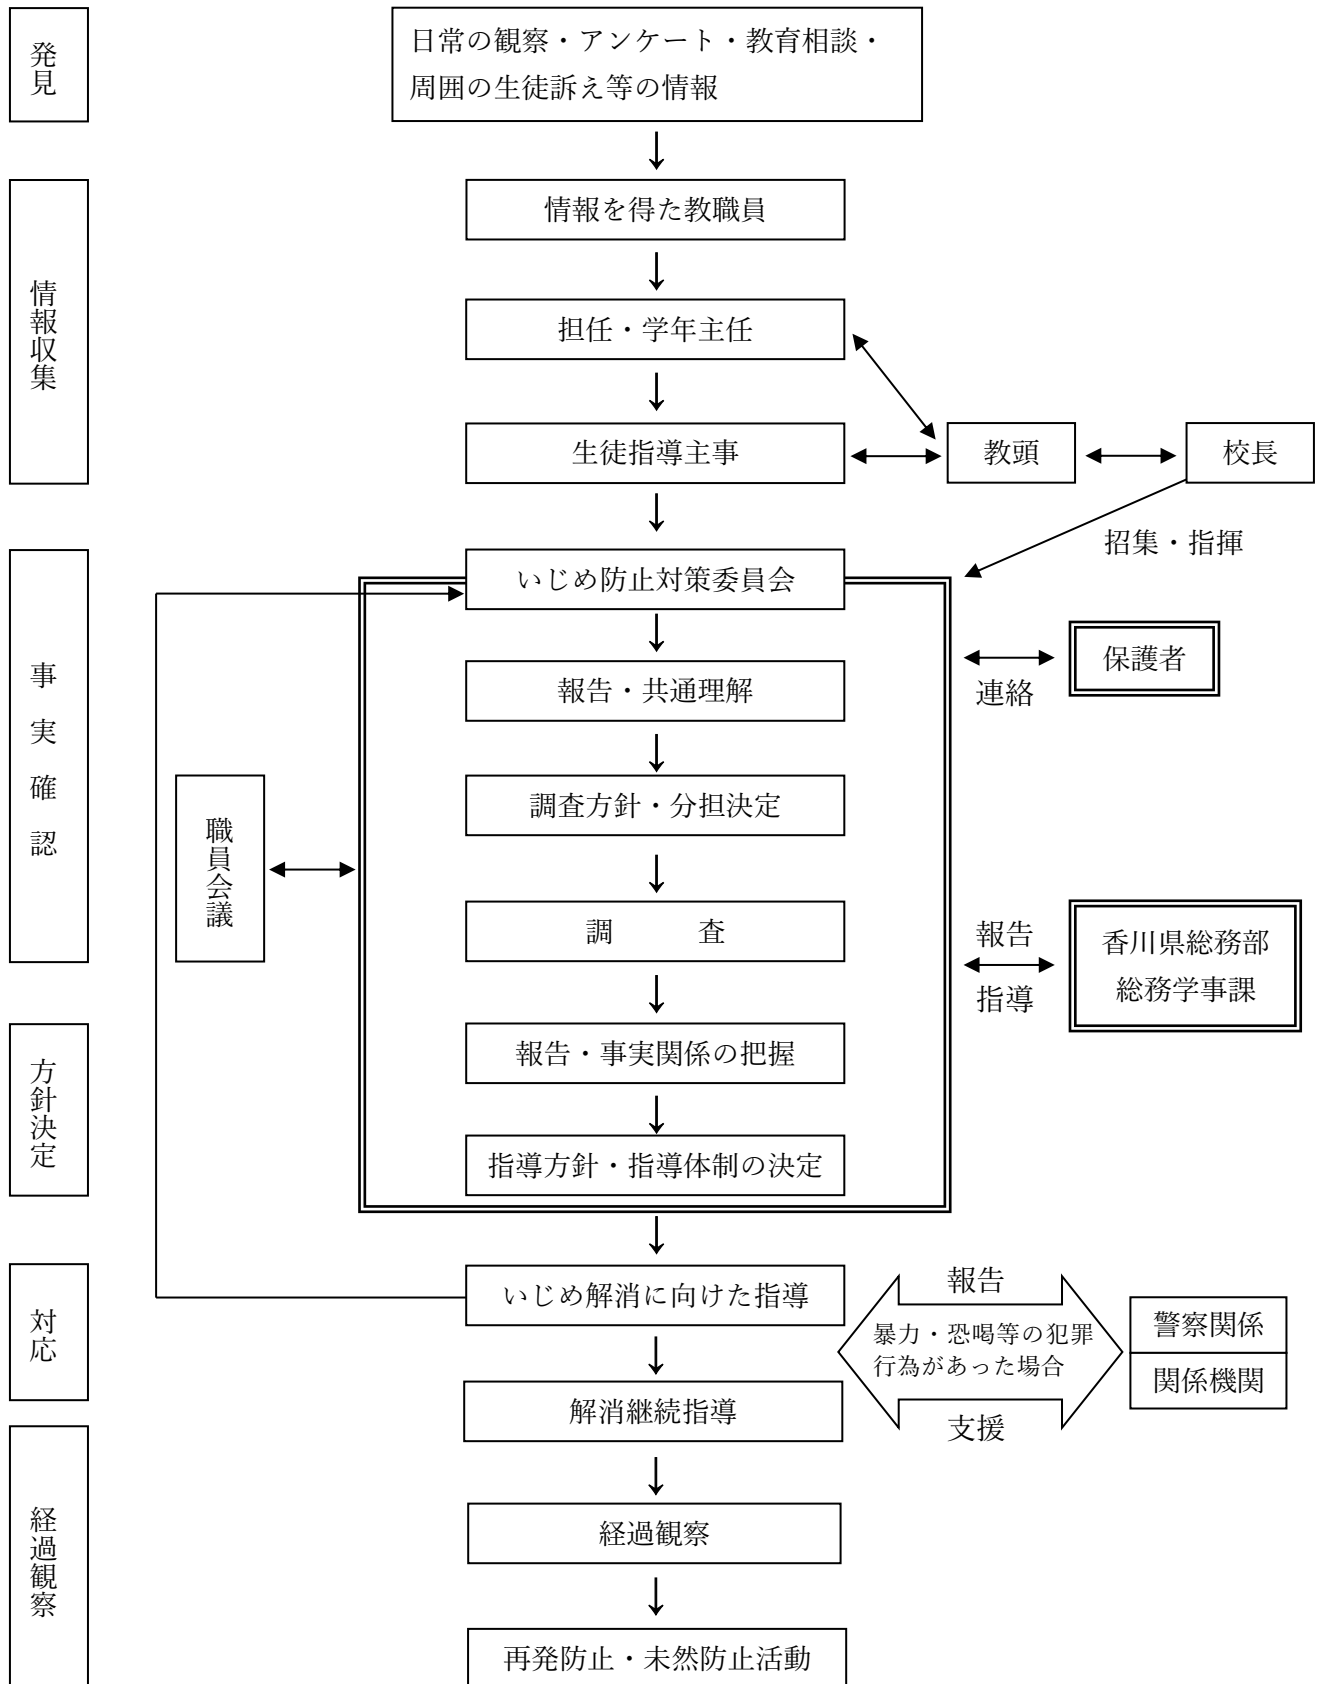 発見
日常の観察・アンケート・教育相談・
周囲の生徒訴え等の情報
情報収集
情報を得た教職員
担任・学年主任
生徒指導主事
教頭
校長
招集・指揮
事実確認
いじめ防止対策委員会
報告・共通理解
保護者
連絡
調査方針・分担決定
職員会議
調　　　査
報告
指導
香川県総務部
総務学事課
方針決定
報告・事実関係の把握
指導方針・指導体制の決定
対応
いじめ解消に向けた指導
報告
暴力・恐喝等の犯罪
行為があった場合
支援
警察関係
関係機関
解消継続指導
経過観察
経過観察
再発防止・未然防止活動